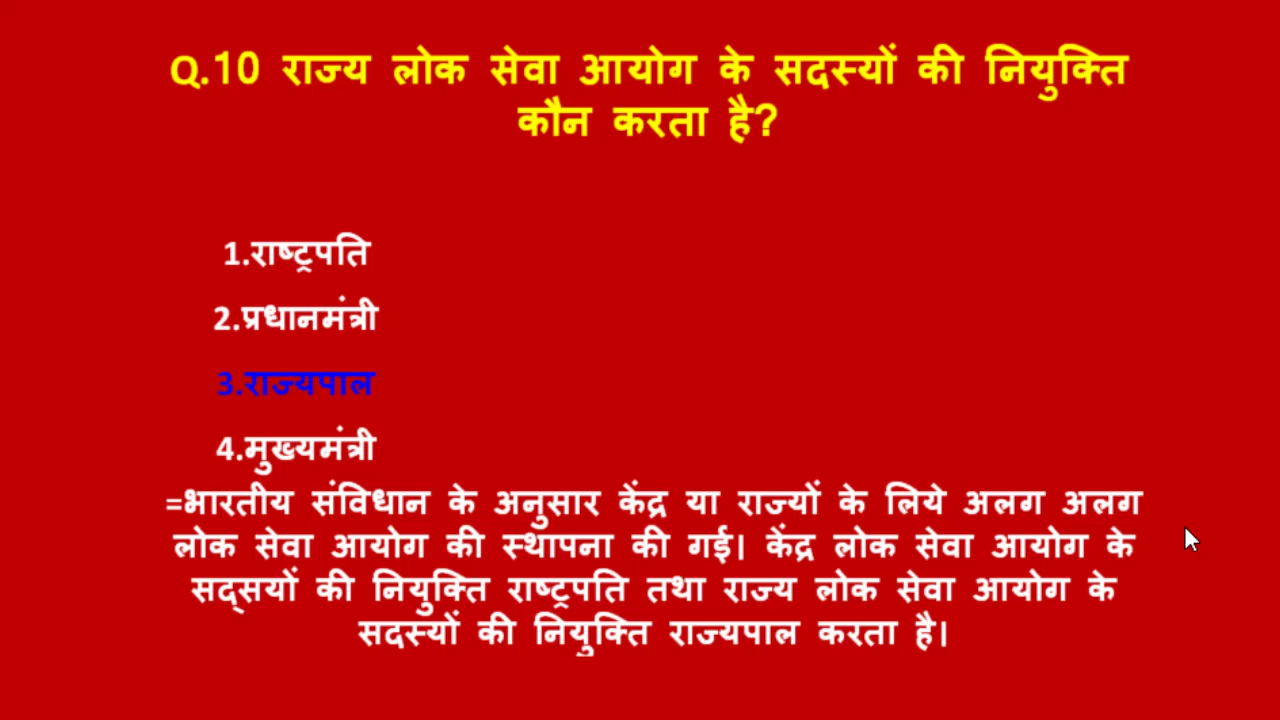 Q.10 राज्य लोक सेवा आयोग के सदस्यों की नियुक्ति
कौन करता है?
1.राष्ट्रपति
2.प्रधानमंत्री
3.राज्यपाल
4.मुख्यमंत्री
=भारतीय संविधान के अनुसार केंद्र या राज्यों के लिये अलग अलग
लोक सेवा आयोग की स्थापना की गई। केंद्र लोक सेवा आयोग के
सद्सयों की नियुक्ति राष्ट्रपति तथा राज्य लोक सेवा आयोग के
सदस्यों की नियुक्ति राज्यपाल करता है।